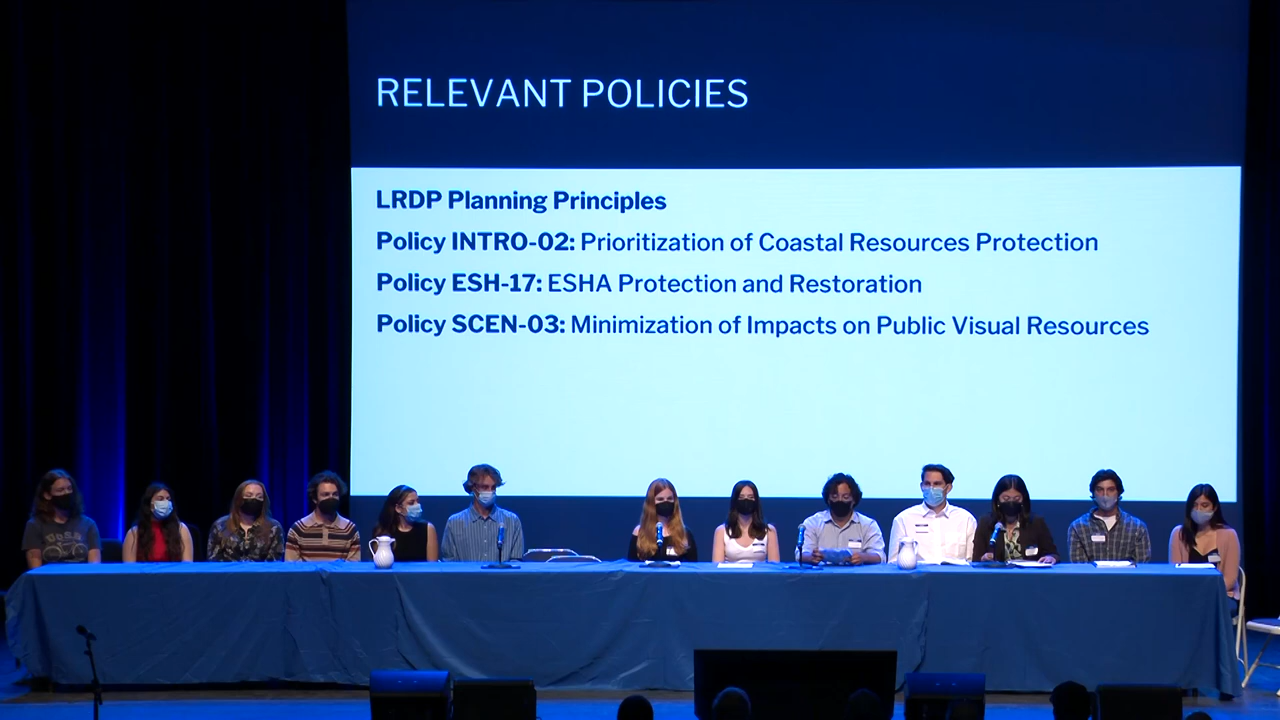 RELEVANT POLICIES
LRDP Planning Principles
Policy INTRO-02: Prioritization of Coastal Resources Protection
Policy ESH-17: ESHA Protection and Restoration
Policy SCEN-03: Minimization of Impacts on Public Visual Resources